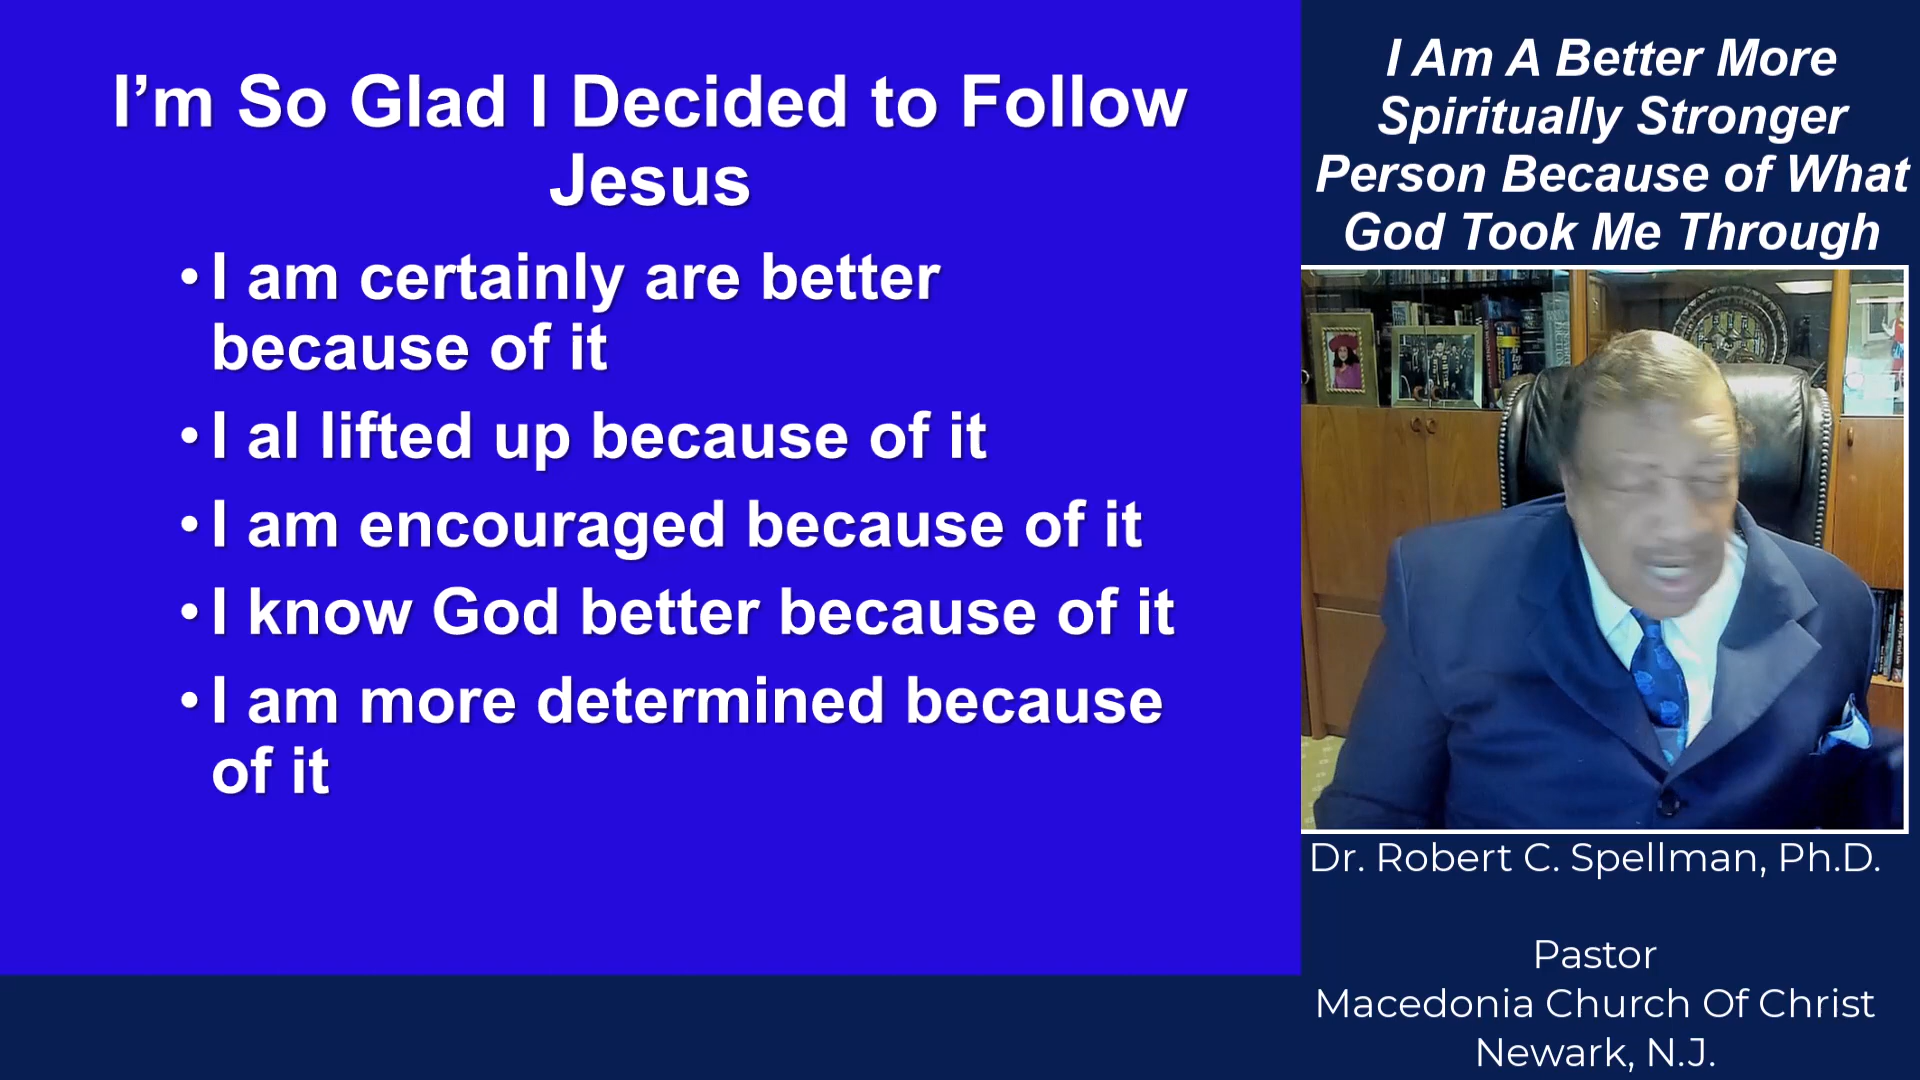 I’m So Glad I Decided to Follow
Jesus
• I am certainly are better
because of it
• I al lifted up because of it
• I am encouraged because of it
• I know God better because of it
• I am more determined because
of it
I Am A Better More
Spiritually Stronger
Person Because of What
God Took Me Through
Dr. Robert C. Spellman, Ph.D.
Pastor
Macedonia Church Of Christ
Newark, N.J.